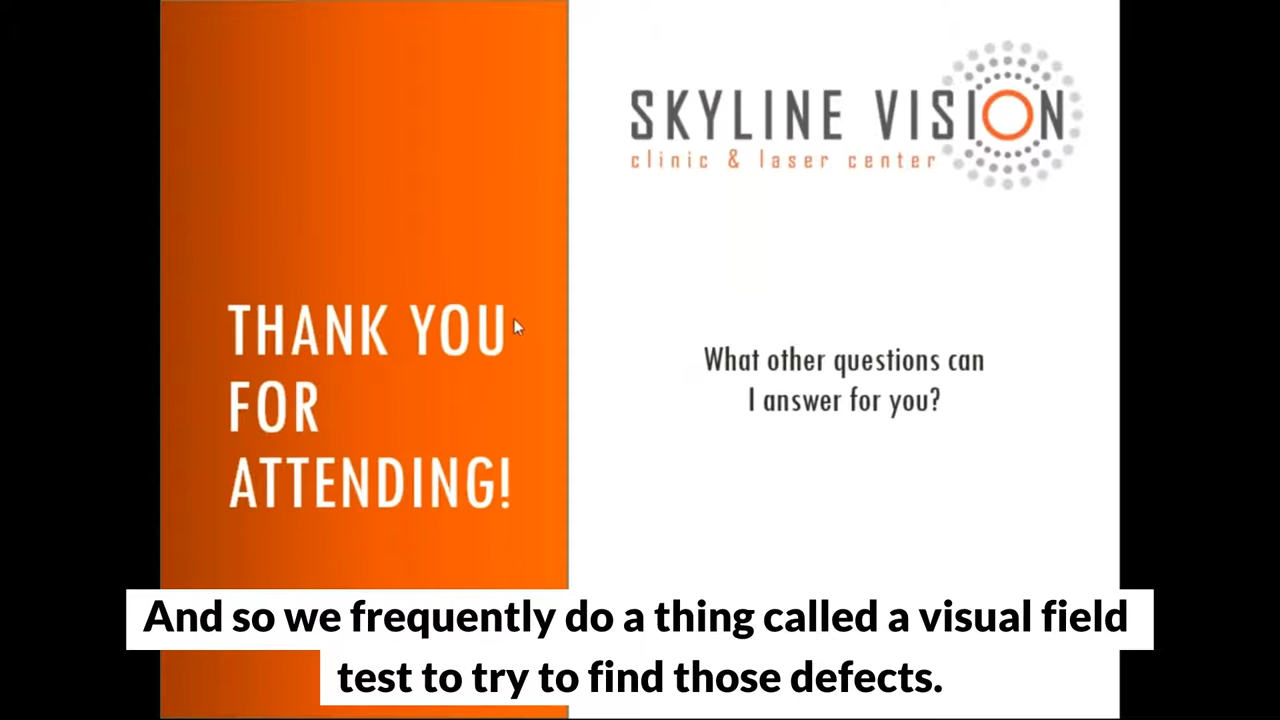 SKYLINE VISION
clinic & laser center
THANK YOU
FOR
ATTENDING!
What other questions can
I answer for you?
And so we frequently do a thing called a visual field
test to try to find those defects.